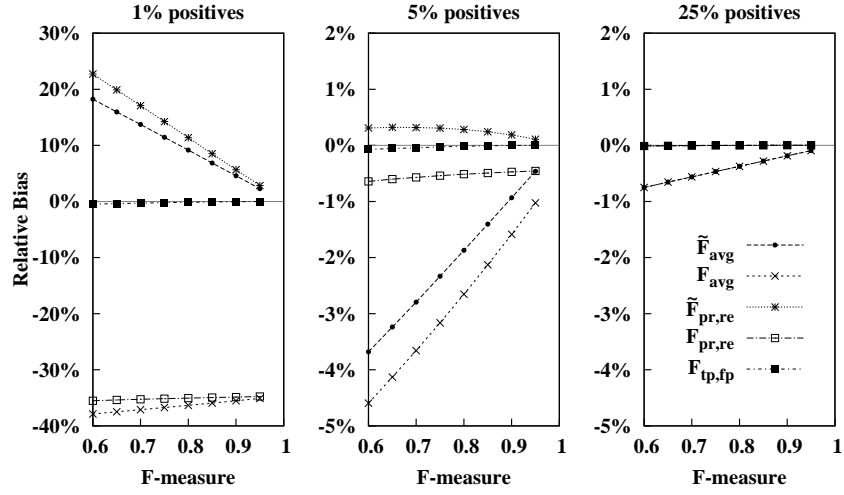 1% positives
5% positives
25% positives
Relative Bias
30%
20%
10%
0%
-10%
-20%
-30%
-40%
0.6 0.7 0.8 0.9 1
F-measure
2%
1%
0%
-1%
-2%
-3%
-4%
-5%
0.6 0.7 0.8 0.9 1
F-measure
2%
1%
0%
-1%
-2%
-3%
-4%
-5%
0.6 0.7 0.8 0.9 1
F-measure
F̃avg
Favg
F̃pr,re
Fpr,re
Ftp,fp